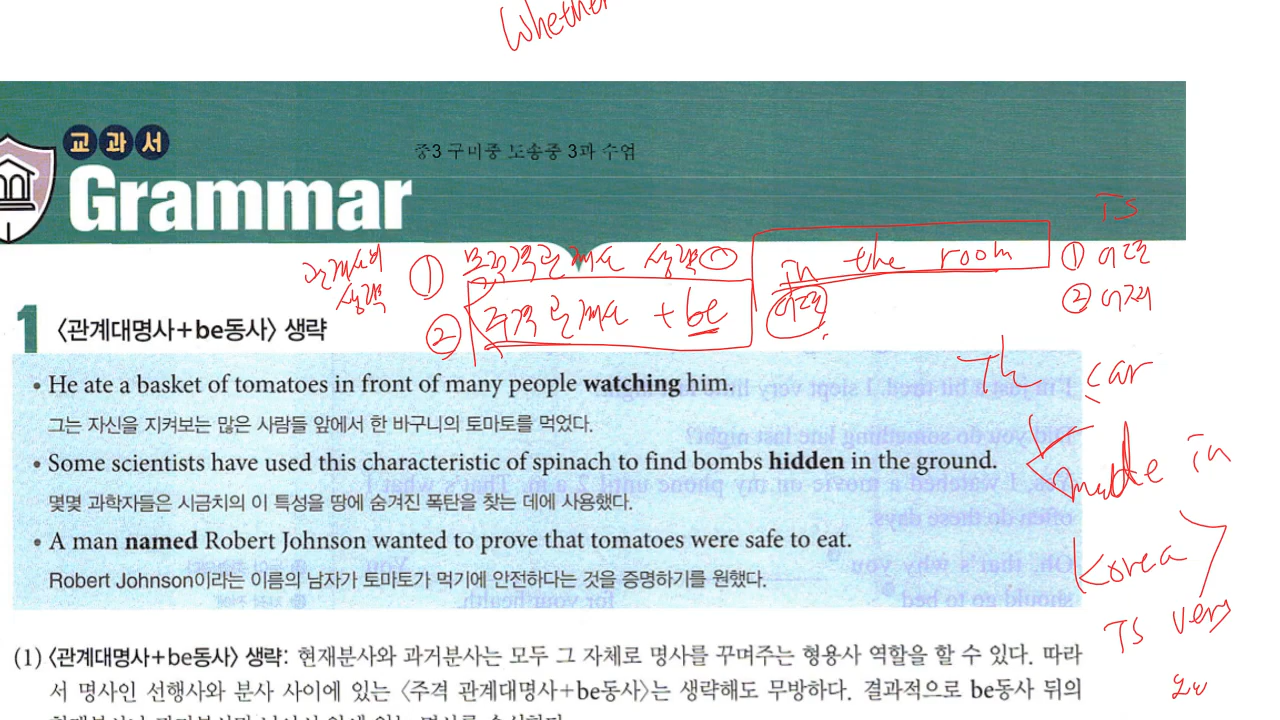 Whether
교과서
중3 구미중 도송중 3과 수업
Grammar
관계사의 생략
① 목적격 관계대 생략○
in the room
is
① 이다
② 주격 관계대 + be
있다
1 〈관계대명사+be동사〉 생략
• He ate a basket of tomatoes in front of many people watching him.
그는 자신을 지켜보는 많은 사람들 앞에서 한 바구니의 토마토를 먹었다.
• Some scientists have used this characteristic of spinach to find bombs hidden in the ground.
몇몇 과학자들은 시금치의 이 특성을 땅에 숨겨진 폭탄을 찾는 데에 사용했다.
• A man named Robert Johnson wanted to prove that tomatoes were safe to eat.
Robert Johnson이라는 이름의 남자가 토마토가 먹기에 안전하다는 것을 증명하기를 원했다.
car
made in
Korea
is very
(1) 〈관계대명사+be동사〉 생략: 현재분사와 과거분사는 모두 그 자체로 명사를 꾸며주는 형용사 역할을 할 수 있다. 따라
서 명사인 선행사와 분사 사이에 있는 〈주격 관계대명사+be동사〉는 생략해도 무방하다. 결과적으로 be동사 뒤의